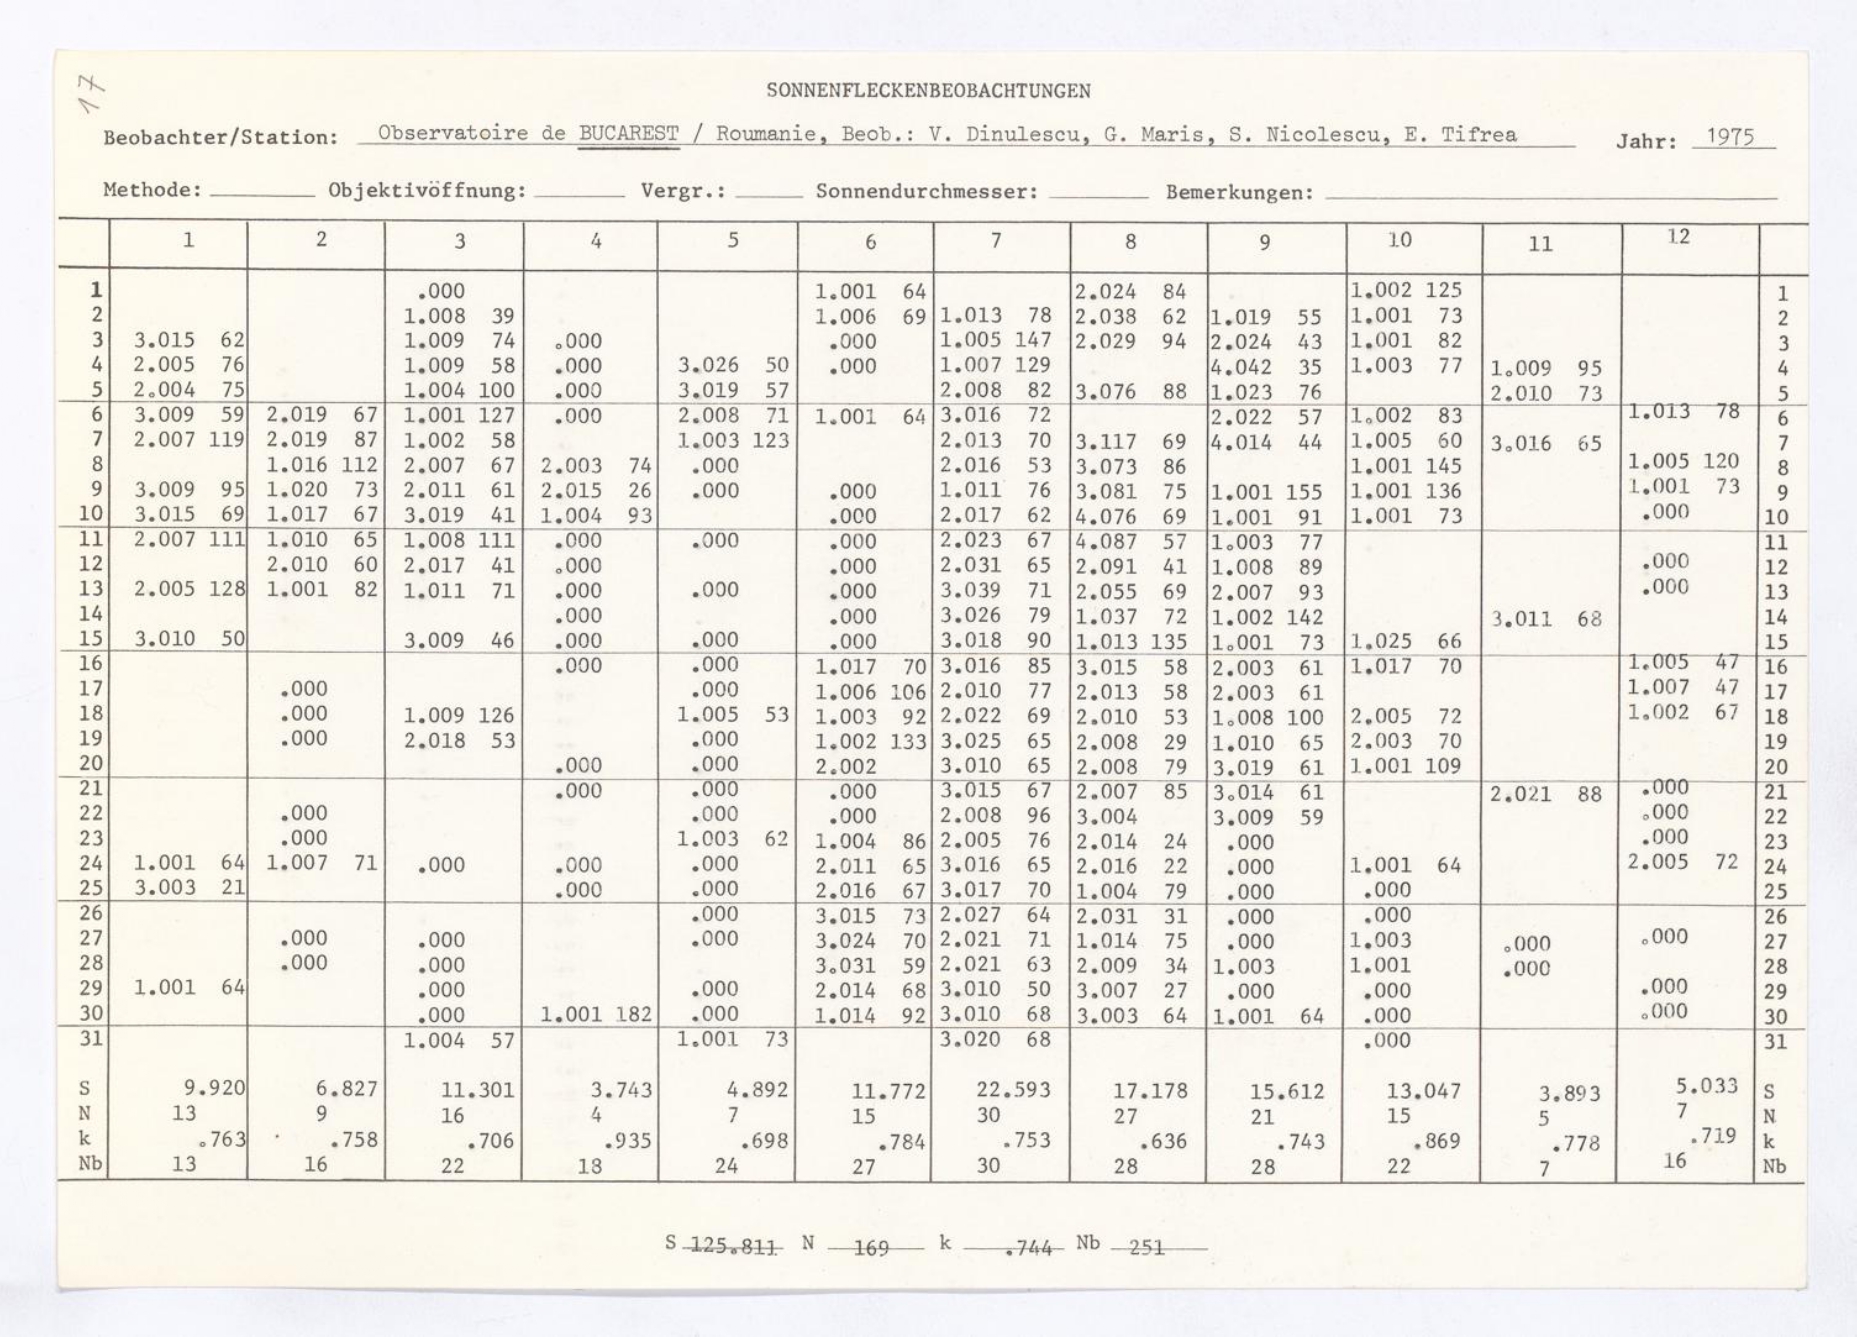 17
SONNENFLECKENBEOBACHTUNGEN
Beobachter/Station: Observatoire de BUCAREST / Roumanie, Beob.: V. Dinulescu, G. Maris, S. Nicolescu, E. Tifrea Jahr: 1975
Methode: Objektivöffnung: Vergr.: Sonnendurchmesser: Bemerkungen:
1 2 3 4 5 6 7 8 9 10 11 12
1 .000 1.001 64 2.024 84 1.002 125 1
2 1.008 39 1.006 69 1.013 78 2.038 62 1.019 55 1.001 73 2
3 3.015 62 1.009 74 .000 .000 1.005 147 2.029 94 2.024 43 1.001 82 3
4 2.005 76 1.009 58 .000 3.026 50 .000 1.007 129 4.042 35 1.003 77 1.009 95 4
5 2.004 75 1.004 100 .000 3.019 57 2.008 82 3.076 88 1.023 76 2.010 73 5
6 3.009 59 2.019 67 1.001 127 .000 2.008 71 1.001 64 3.016 72 2.022 57 1.002 83 1.013 78 6
7 2.007 119 2.019 87 1.002 58 1.003 123 2.013 70 3.117 69 4.014 44 1.005 60 3.016 65 7
8 1.016 112 2.007 67 2.003 74 .000 2.016 53 3.073 86 1.001 145 1.005 120 8
9 3.009 95 1.020 73 2.011 61 2.015 26 .000 .000 1.011 76 3.081 75 1.001 155 1.001 136 1.001 73 9
10 3.015 69 1.017 67 3.019 41 1.004 93 .000 2.017 62 4.076 69 1.001 91 1.001 73 .000 10
11 2.007 111 1.010 65 1.008 111 .000 .000 .000 2.023 67 4.087 57 1.003 77 11
12 2.010 60 2.017 41 .000 .000 2.031 65 2.091 41 1.008 89 .000 12
13 2.005 128 1.001 82 1.011 71 .000 .000 .000 3.039 71 2.055 69 2.007 93 .000 13
14 .000 .000 3.026 79 1.037 72 1.002 142 3.011 68 14
15 3.010 50 3.009 46 .000 .000 .000 3.018 90 1.013 135 1.001 73 1.025 66 15
16 .000 .000 1.017 70 3.016 85 3.015 58 2.003 61 1.017 70 1.005 47 16
17 .000 .000 1.006 106 2.010 77 2.013 58 2.003 61 1.007 47 17
18 .000 1.009 126 1.005 53 1.003 92 2.022 69 2.010 53 1.008 100 2.005 72 1.002 67 18
19 .000 2.018 53 .000 1.002 133 3.025 65 2.008 29 1.010 65 2.003 70 19
20 .000 .000 2.002 3.010 65 2.008 79 3.019 61 1.001 109 20
21 .000 .000 .000 3.015 67 2.007 85 3.014 61 2.021 88 .000 21
22 .000 .000 .000 2.008 96 3.004 3.009 59 .000 22
23 .000 1.003 62 1.004 86 2.005 76 2.014 24 .000 .000 23
24 1.001 64 1.007 71 .000 .000 .000 2.011 65 3.016 65 2.016 22 .000 1.001 64 2.005 72 24
25 3.003 21 .000 .000 2.016 67 3.017 70 1.004 79 .000 .000 25
26 .000 3.015 73 2.027 64 2.031 31 .000 .000 26
27 .000 .000 .000 3.024 70 2.021 71 1.014 75 .000 1.003 .000 .000 27
28 .000 .000 3.031 59 2.021 63 2.009 34 1.003 1.001 .000 28
29 1.001 64 .000 .000 2.014 68 3.010 50 3.007 27 .000 .000 .000 29
30 .000 1.001 182 .000 1.014 92 3.010 68 3.003 64 1.001 64 .000 .000 30
31 1.004 57 1.001 73 3.020 68 .000 31
S 9.920 6.827 11.301 3.743 4.892 11.772 22.593 17.178 15.612 13.047 3.893 5.033 S
N 13 9 16 4 7 15 30 27 21 15 5 7 N
k .763 .758 .706 .935 .698 .784 .753 .636 .743 .869 .778 .719 k
Nb 13 16 22 18 24 27 30 28 28 22 7 16 Nb
S 125.811 N 169 k .744 Nb 251